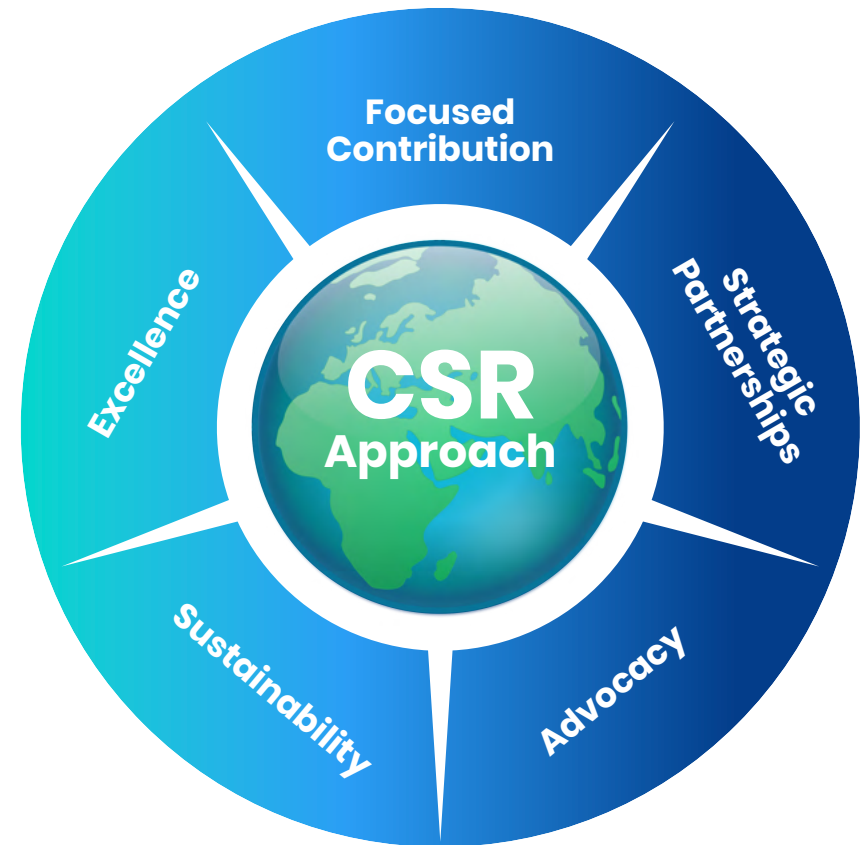 Focused
Contribution
Strategic
Partnerships
Advocacy
Sustainability
Excellence
CSR
Approach